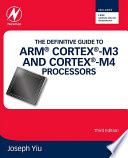 THE DEFINITIVE GUIDE TO
ARM® CORTEX®-M3
AND CORTEX®-M4
PROCESSORS
Third Edition
JOSEPH YIU